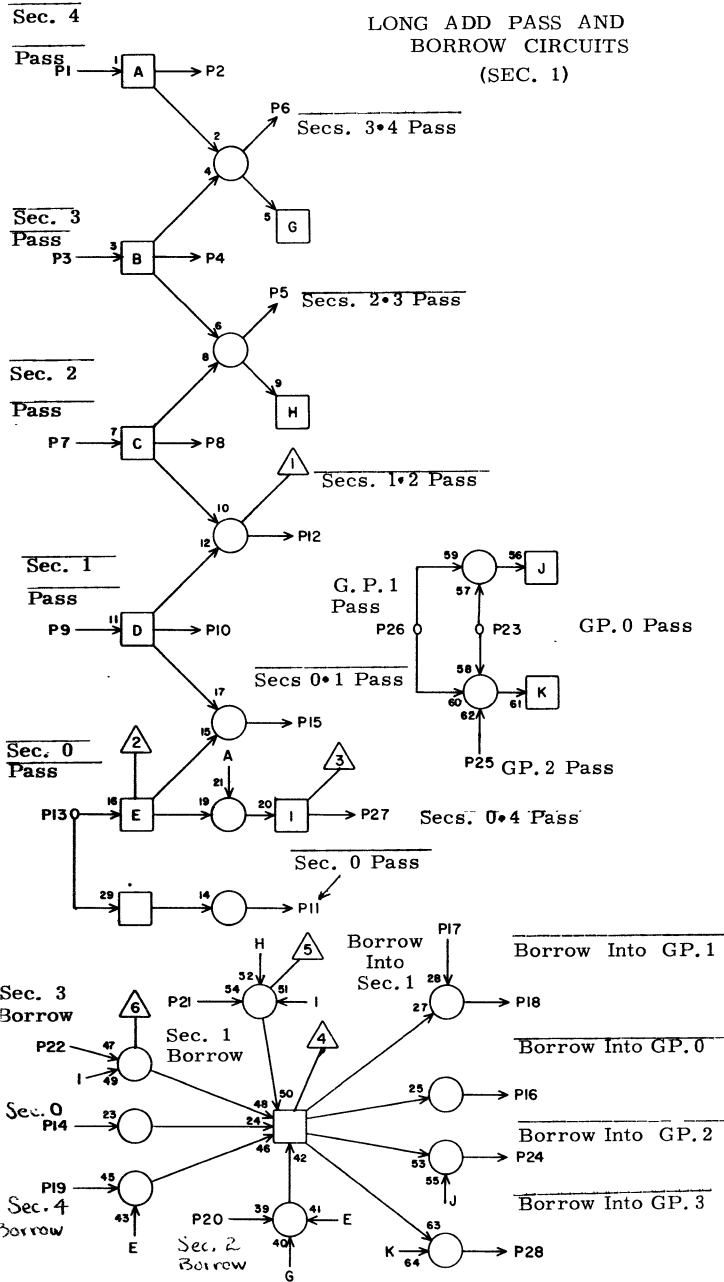 LONG ADD PASS AND
BORROW CIRCUITS
(SEC. 1)
Sec. 4
Pass
P1
1
A
P2
P6
Secs. 3•4 Pass
2
4
5
G
Sec. 3
Pass
P3
3
B
P4
P5
Secs. 2•3 Pass
6
8
9
H
Sec. 2
Pass
P7
7
C
P8
1
Secs. 1•2 Pass
10
12
P12
Sec. 1
Pass
P9
11
D
P10
G. P. 1
Pass
P26
59
56
J
57
P23
GP. 0 Pass
58
60
62
61
K
P25
GP. 2 Pass
Secs 0•1 Pass
17
15
P15
Sec. 0
Pass
2
A
3
P13
16
E
19
21
20
I
P27
Secs. 0•4 Pass
Sec. 0 Pass
29
14
P11
H
5
52
P21
54
51
I
Borrow
Into
Sec. 1
P17
28
27
P18
Borrow Into GP. 1
Sec. 3
Borrow
6
P22
47
I
49
Sec. 1
Borrow
4
50
48
24
46
42
Borrow Into GP. 0
25
P16
Sec. 0
P14
23
Borrow Into GP. 2
53
55
J
P24
P19
45
43
E
Sec. 4
Borrow
P20
39
41
E
40
G
Sec. 2
Borrow
Borrow Into GP. 3
63
K
64
P28